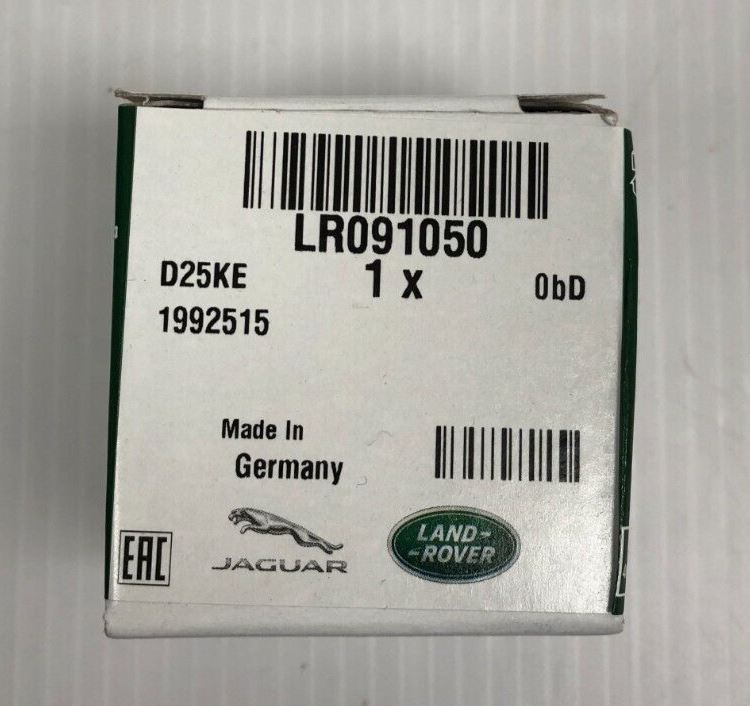 LR091050
D25KE 1 x 0bD
1992515
Made In
Germany
EAC
JAGUAR
LAND-
-ROVER